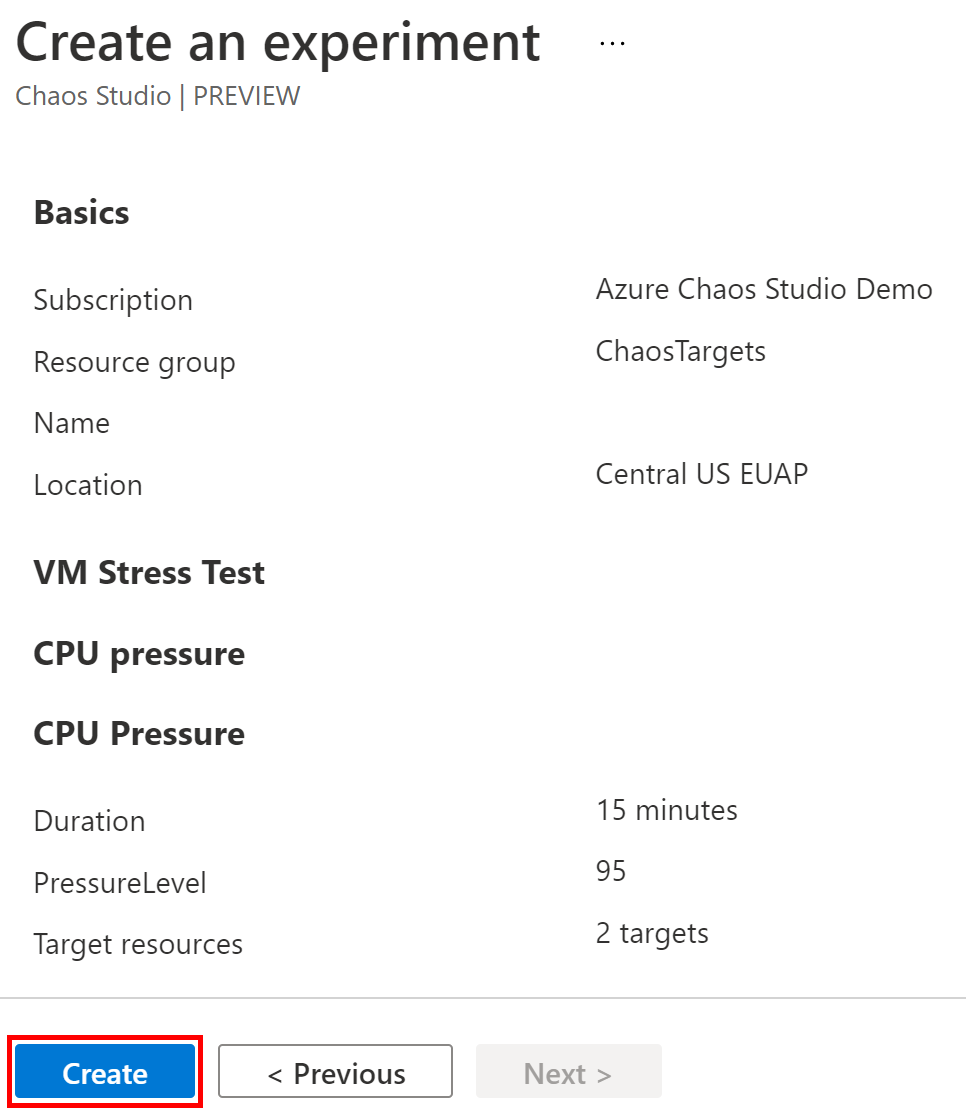 Create an experiment ...
Chaos Studio | PREVIEW
Basics
Subscription Azure Chaos Studio Demo
Resource group ChaosTargets
Name
Location Central US EUAP
VM Stress Test
CPU pressure
CPU Pressure
Duration 15 minutes
PressureLevel 95
Target resources 2 targets
Create < Previous Next >